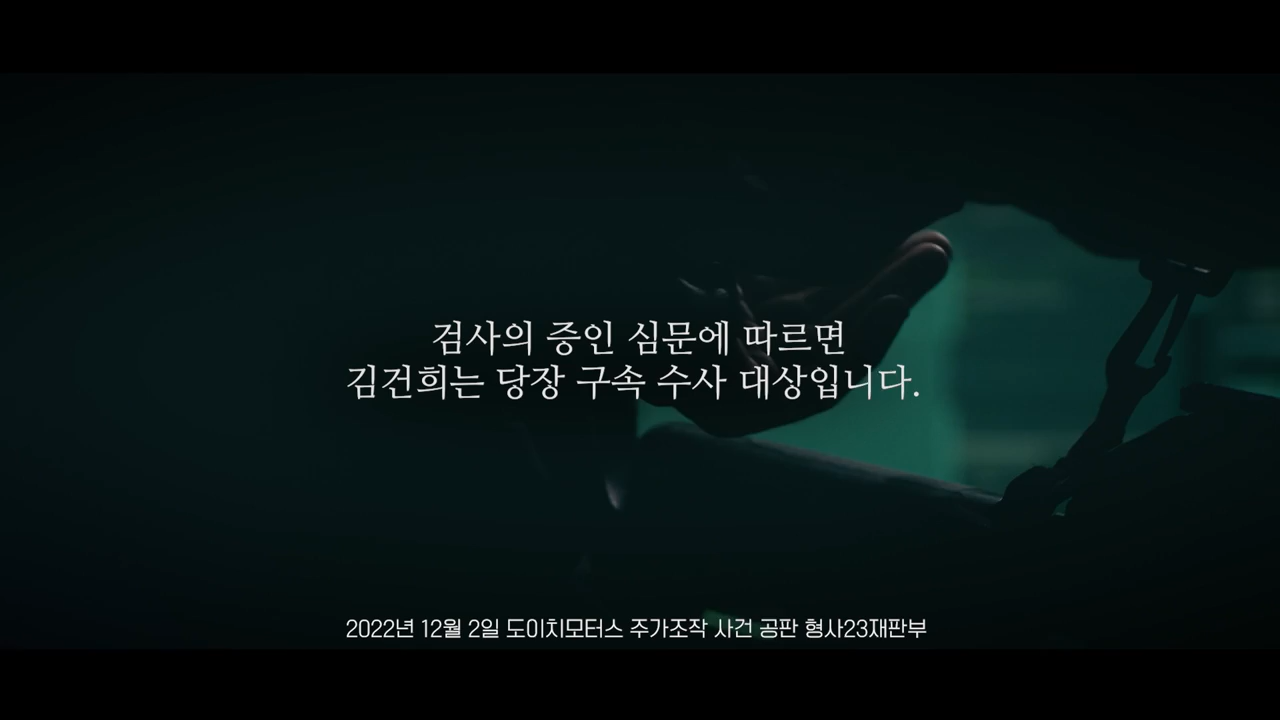 검사의 증인 심문에 따르면
김건희는 당장 구속 수사 대상입니다.
2022년 12월 2일 도이치모터스 주가조작 사건 공판 형사23재판부